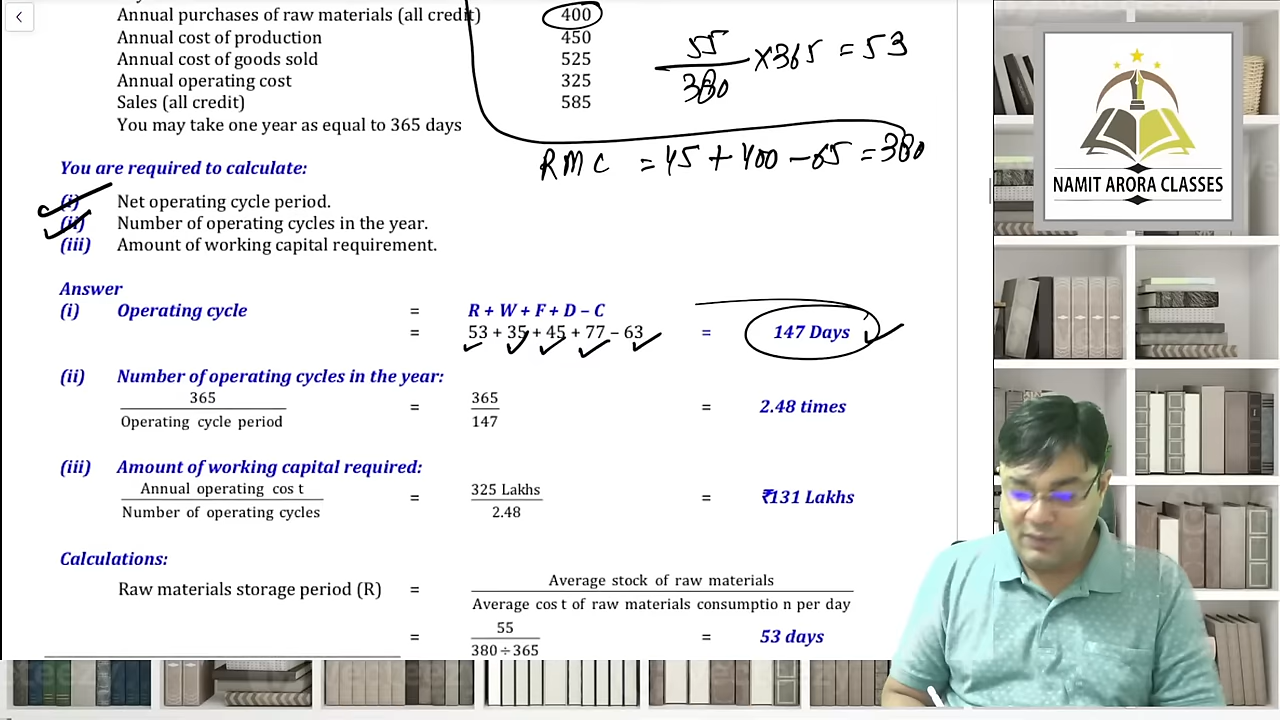 Annual purchases of raw materials (all credit) 400
Annual cost of production 450
Annual cost of goods sold 525
Annual operating cost 325
Sales (all credit) 585
You may take one year as equal to 365 days
55
380 ×365 = 53
RMC = 45 + 400 – 65 = 380
You are required to calculate:
(i) Net operating cycle period.
(ii) Number of operating cycles in the year.
(iii) Amount of working capital requirement.
Answer
(i) Operating cycle = R + W + F + D – C
= 53 + 35 + 45 + 77 – 63 = 147 Days
(ii) Number of operating cycles in the year:
365
Operating cycle period
=
365
147
= 2.48 times
(iii) Amount of working capital required:
Annual operating cos t
Number of operating cycles
=
325 Lakhs
2.48
= ₹131 Lakhs
Calculations:
Raw materials storage period (R) =
Average stock of raw materials
Average cos t of raw materials consumptio n per day
=
55
380 ÷ 365
= 53 days
NAMIT ARORA CLASSES